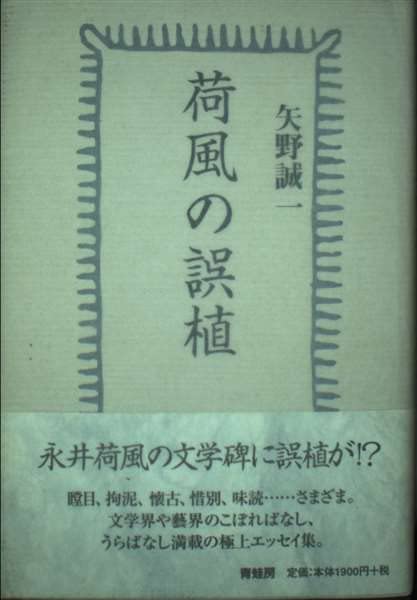 荷風の誤植
矢野誠一
永井荷風の文学碑に誤植が!?
瞠目、拘泥、懐古、惜別、味読……さまざま。
文学界や藝界のこぼればなし、
うらばなし満載の極上エッセイ集。
青蛙房 定価：本体1900円+税